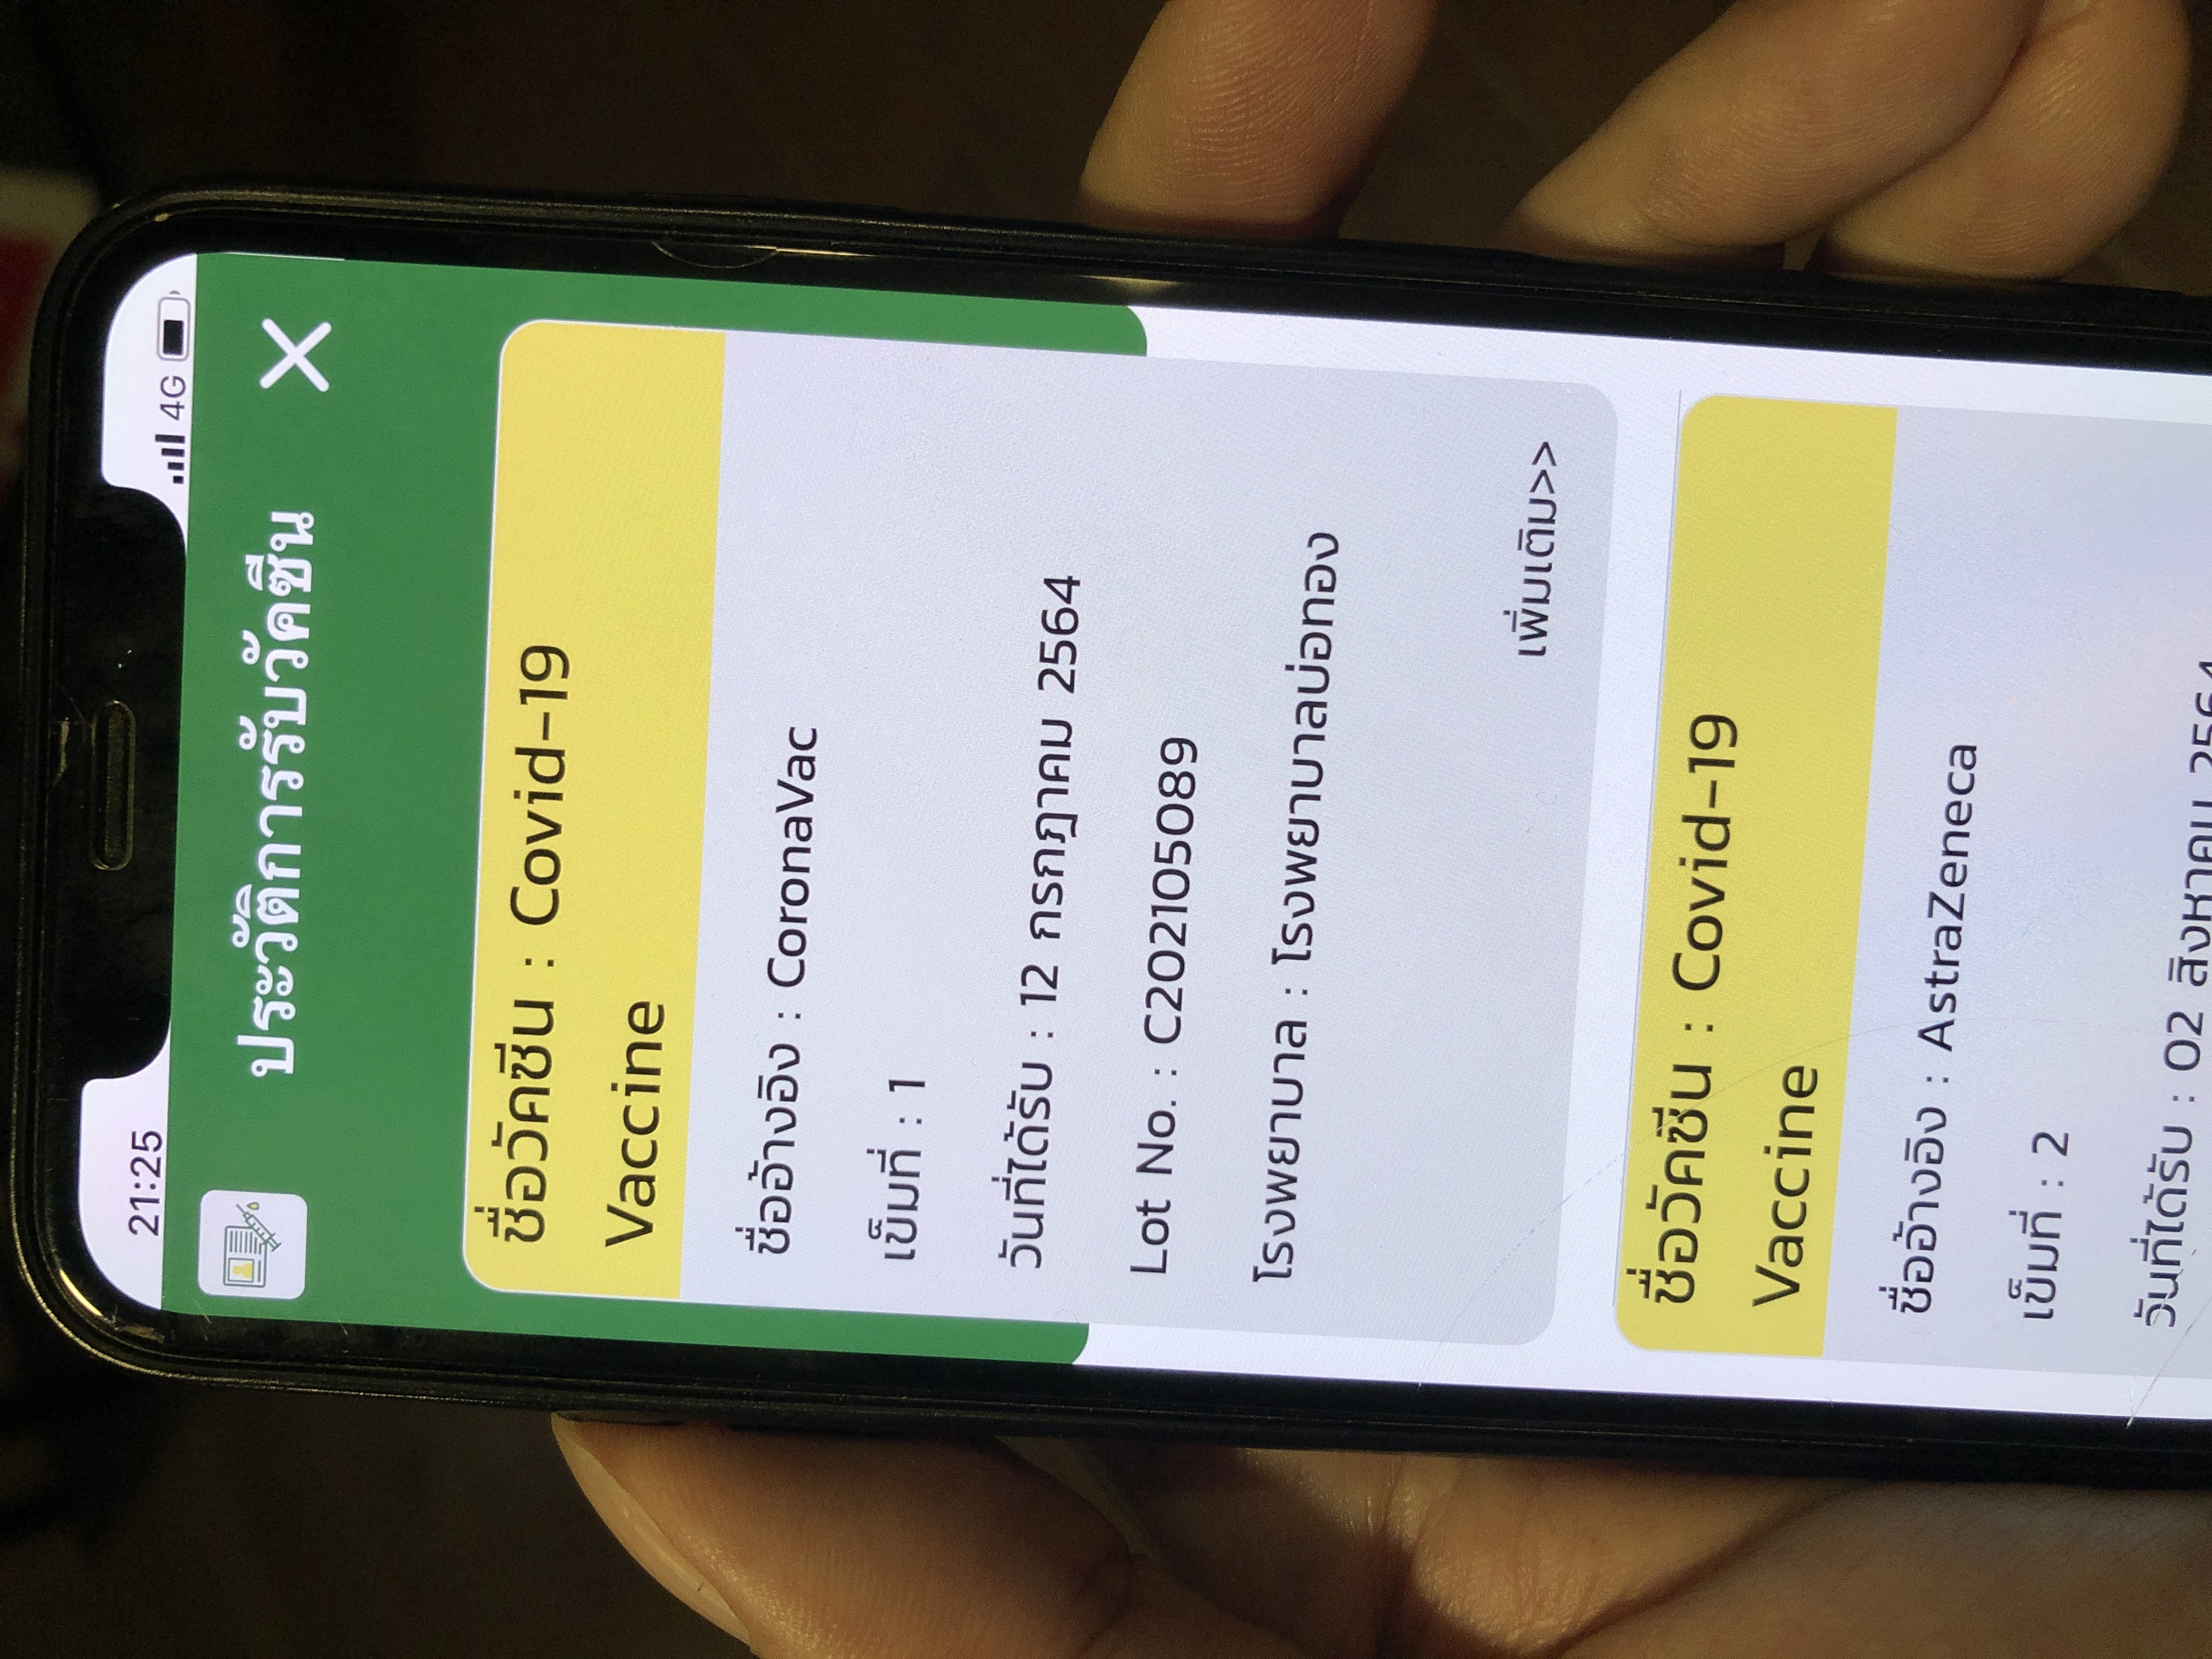 21:25
4G
ประวัติการรับวัคซีน
ชื่อวัคซีน : Covid-19
Vaccine
ชื่ออ้างอิง : CoronaVac
เข็มที่ : 1
วันที่ได้รับ : 12 กรกฎาคม 2564
Lot No. : C202105089
โรงพยาบาล : โรงพยาบาลบ่อทอง
เพิ่มเติม>>
ชื่อวัคซีน : Covid-19
Vaccine
ชื่ออ้างอิง : AstraZeneca
เข็มที่ : 2
วันที่ได้รับ : 02 สิงหาคม 2564